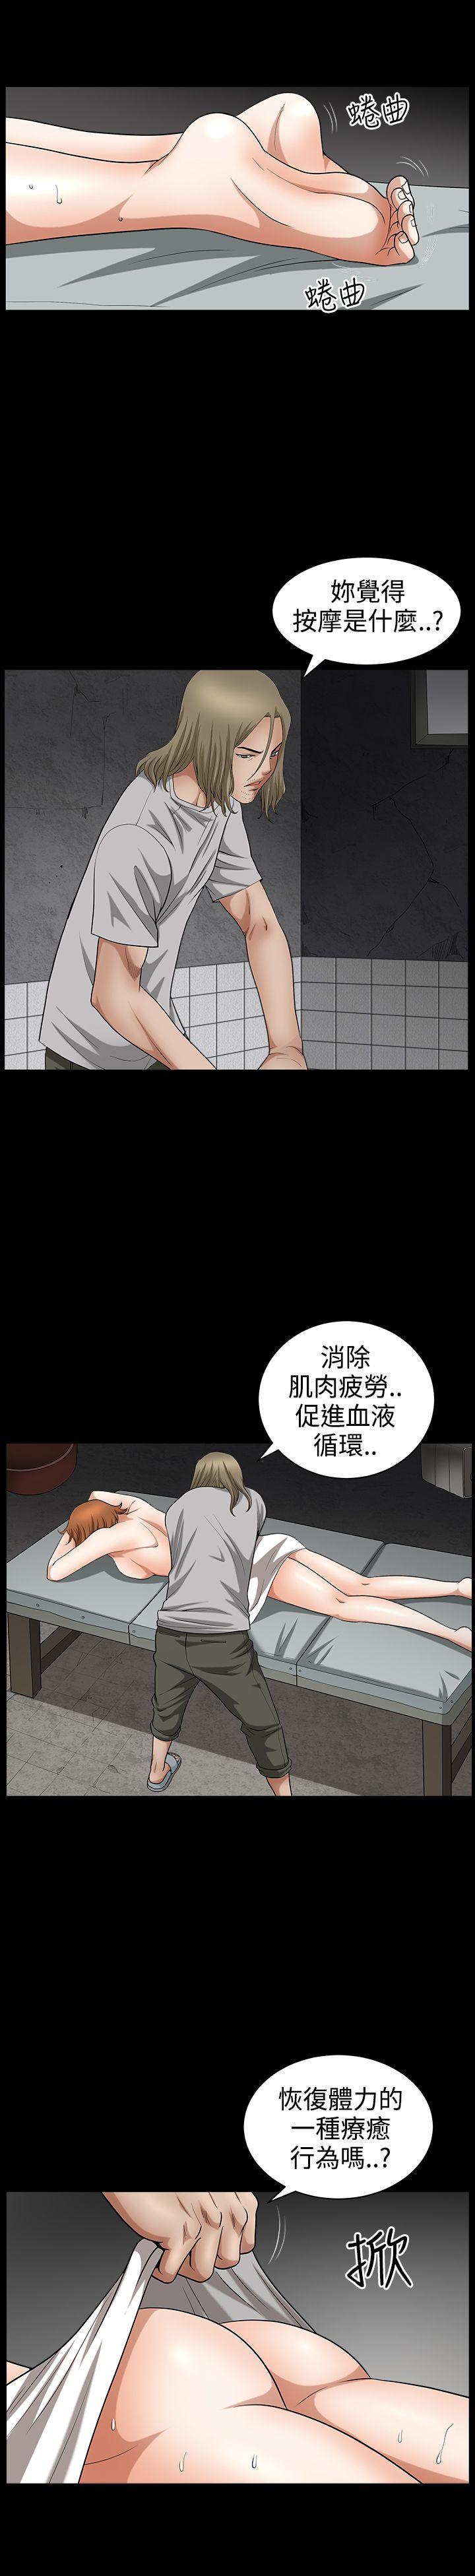 蜷曲
蜷曲
妳覺得
按摩是什麼..?
消除
肌肉疲勞..
促進血液
循環..
恢復體力的
一種療癒
行為嗎..?
掀